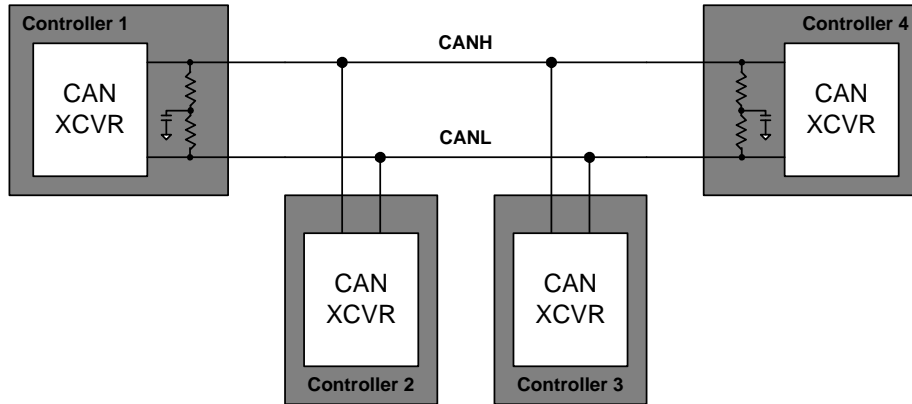 Controller 1
CAN
XCVR
CANH
CANL
Controller 4
CAN
XCVR
CAN
XCVR
Controller 2
CAN
XCVR
Controller 3